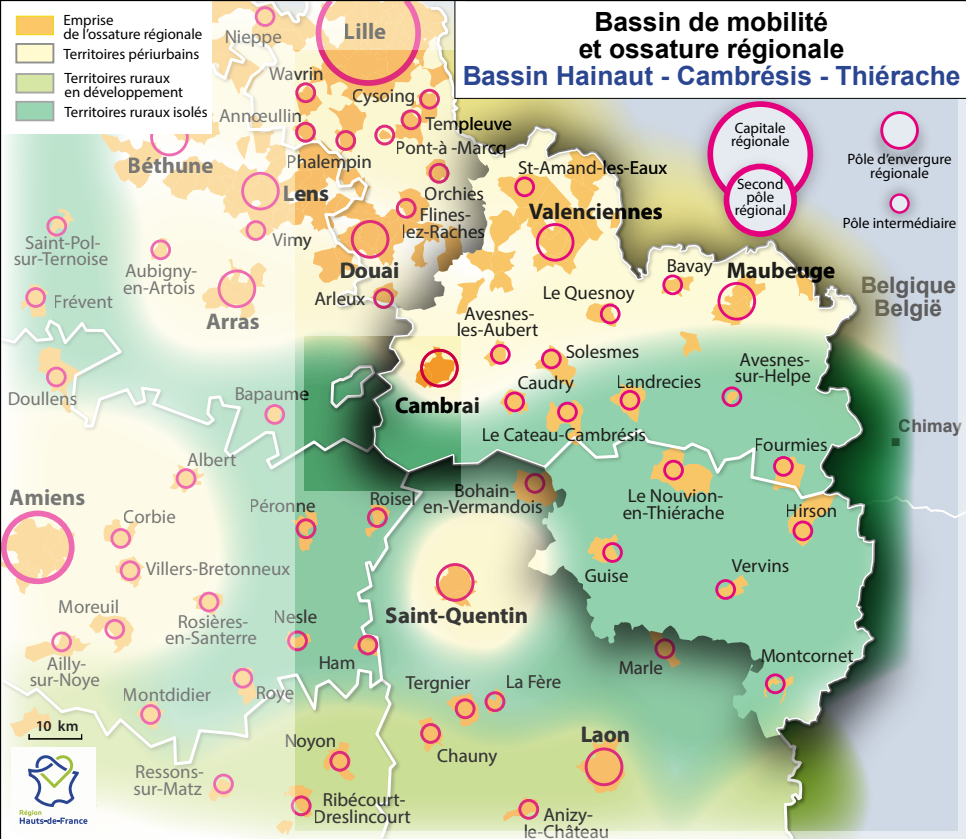 Emprise
de l'ossature régionale
Territoires périurbains
Territoires ruraux
en développement
Territoires ruraux isolés
Bassin de mobilité
et ossature régionale
Bassin Hainaut - Cambrésis - Thiérache
Capitale
régionale
Second
pôle
régional
Pôle d'envergure
régionale
Pôle intermédiaire
Nieppe
Lille
Wavrin
Cysoing
Annœullin
Templeuve
Pont-à -Marcq
Phalempin
Béthune
St-Amand-les-Eaux
Orchies
Lens
Valenciennes
Flines-
lez-Raches
Saint-Pol-
sur-Ternoise
Vimy
Aubigny-
en-Artois
Douai
Bavay
Maubeuge
Belgique
België
Frévent
Arras
Arleux
Le Quesnoy
Avesnes-
les-Aubert
Solesmes
Avesnes-
sur-Helpe
Doullens
Bapaume
Cambrai
Caudry
Landrecies
Chimay
Le Cateau-Cambrésis
Fourmies
Albert
Amiens
Corbie
Péronne
Roisel
Bohain-
en-Vermandois
Le Nouvion-
en-Thiérache
Hirson
Villers-Bretonneux
Guise
Vervins
Moreuil
Rosières-
en-Santerre
Nesle
Saint-Quentin
Ailly-
sur-Noye
Ham
Marle
Montcornet
Montdidier
Roye
Tergnier
La Fère
10 km
Noyon
Chauny
Laon
Ressons-
sur-Matz
Ribécourt-
Dreslincourt
Anizy-
le-Château
Région
Hauts-de-France